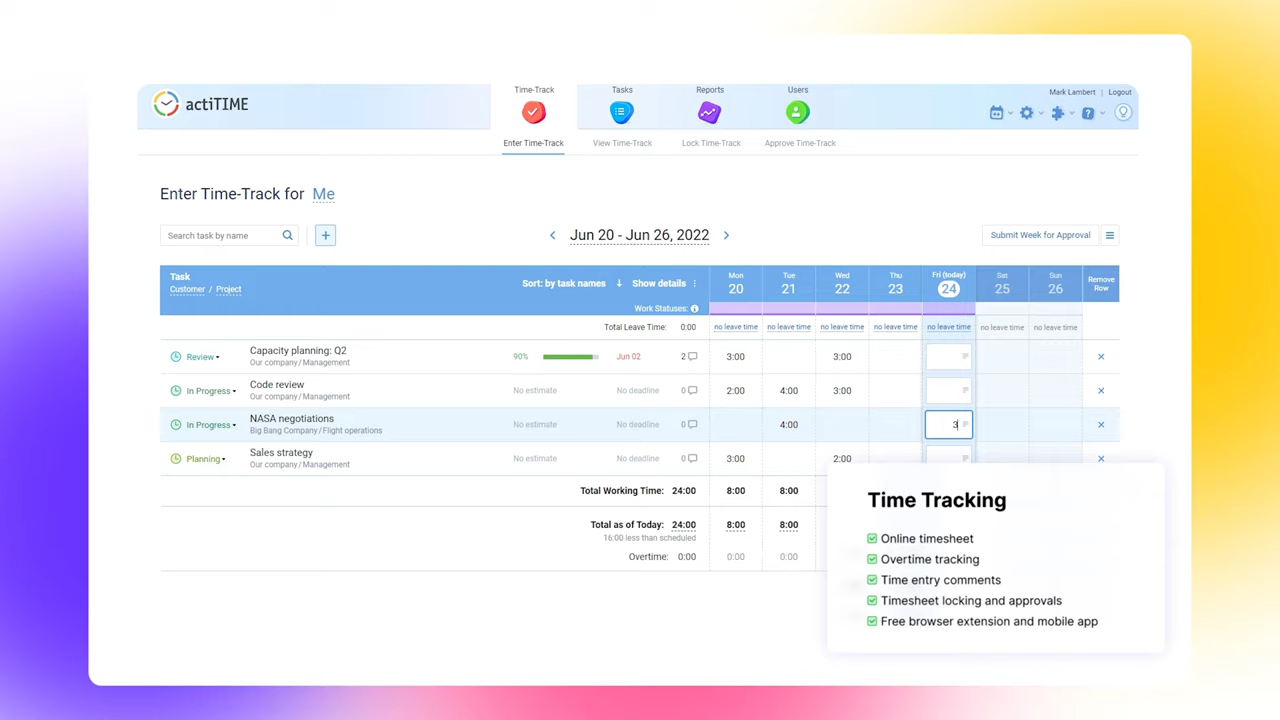 Time-Track Tasks Reports Users
Mark Lambert | Logout
actiTIME
Enter Time-Track View Time-Track Lock Time-Track Approve Time-Track
Enter Time-Track for Me
Search task by name
+
Jun 20 - Jun 26, 2022
Submit Week for Approval
Task
Customer / Project
Sort: by task names ↓ Show details
Mon Tue Wed Thu Fri (today) Sat Sun
20 21 22 23 24 25 26
Remove
Row
Work Statuses:
Total Leave Time: 0:00 no leave time no leave time no leave time no leave time no leave time no leave time no leave time
Review Capacity planning: Q2 90% Jun 02 2 3:00 3:00
Our company / Management
In Progress Code review No estimate No deadline 0 2:00 4:00 3:00
Our company / Management
In Progress NASA negotiations No estimate No deadline 0 4:00 3
Big Bang Company / Flight operations
Planning Sales strategy No estimate No deadline 0 3:00 2:00
Our company / Management
Total Working Time: 24:00 8:00 8:00
Total as of Today: 24:00 8:00 8:00
16:00 less than scheduled
Overtime: 0:00 0:00 0:00
Time Tracking
Online timesheet
Overtime tracking
Time entry comments
Timesheet locking and approvals
Free browser extension and mobile app